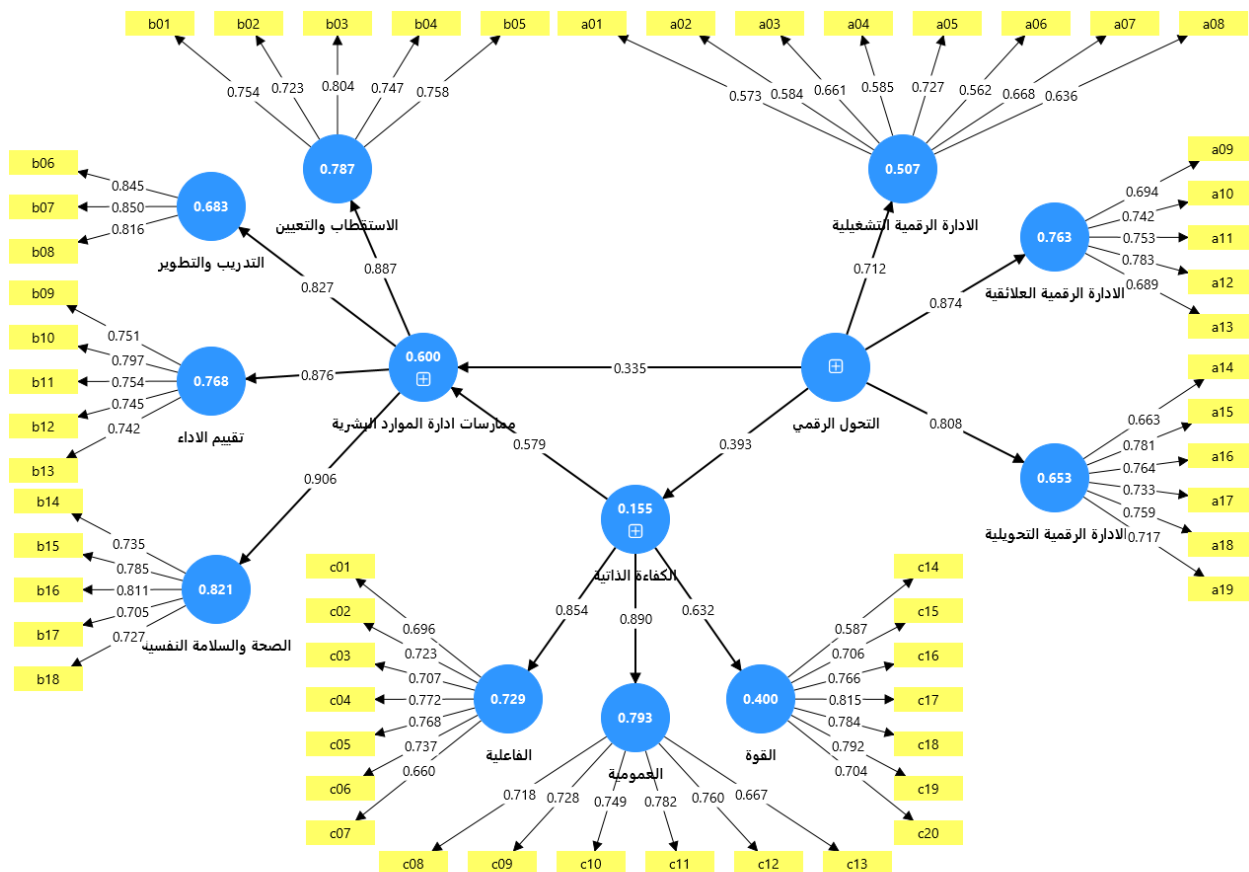 b01 b02 b03 b04 b05 a01 a02 a03 a04 a05 a06 a07 a08
0.754 0.723 0.804 0.747 0.758
0.573 0.584 0.661 0.585 0.727 0.562 0.668 0.636
0.787
الاستقطاب والتعيين
0.507
الادارة الرقمية التشغيلية
b06
b07
b08
0.845
0.850
0.816
0.683
التدريب والتطوير
a09
a10
a11
a12
a13
0.694
0.742
0.753
0.783
0.689
0.763
الادارة الرقمية العلائقية
0.887
0.827
0.876
0.906
0.712
0.874
0.808
b09
b10
b11
b12
b13
0.751
0.797
0.754
0.745
0.742
0.768
تقييم الاداء
0.600
ممارسات ادارة الموارد البشرية
0.335
التحول الرقمي
0.579
0.393
a14
a15
a16
a17
a18
a19
0.663
0.781
0.764
0.733
0.759
0.717
0.653
الادارة الرقمية التحويلية
b14
b15
b16
b17
b18
0.735
0.785
0.811
0.705
0.727
0.821
الصحة والسلامة النفسية
0.155
الكفاءة الذاتية
0.854
0.890
0.632
c01
c02
c03
c04
c05
c06
c07
0.696
0.723
0.707
0.772
0.768
0.737
0.660
0.729
الفاعلية
0.793
العمومية
0.400
القوة
c14
c15
c16
c17
c18
c19
c20
0.587
0.706
0.766
0.815
0.784
0.792
0.704
0.718 0.728 0.749 0.782 0.760 0.667
c08 c09 c10 c11 c12 c13